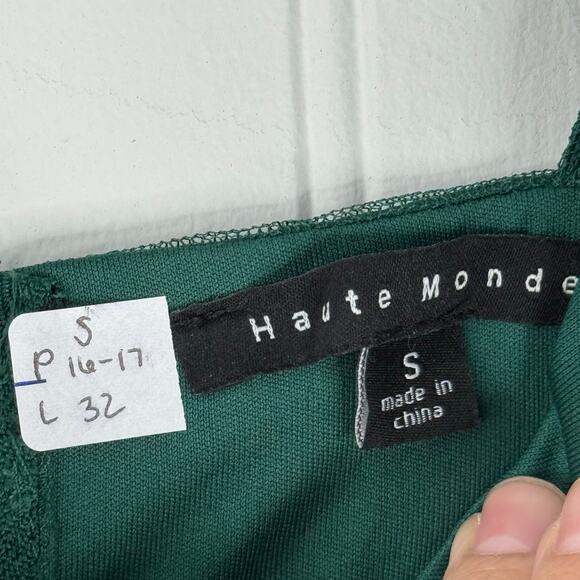 S
P 16-17
L 32
Haute Monde
S
made in
china